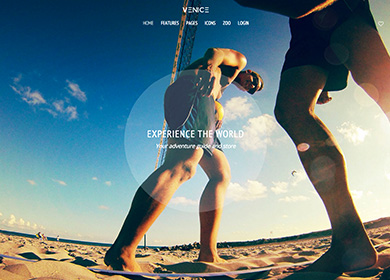 VENICE
HOME FEATURES PAGES ICONS ZOO LOGIN
EXPERIENCE THE WORLD
Your adventure guide and store